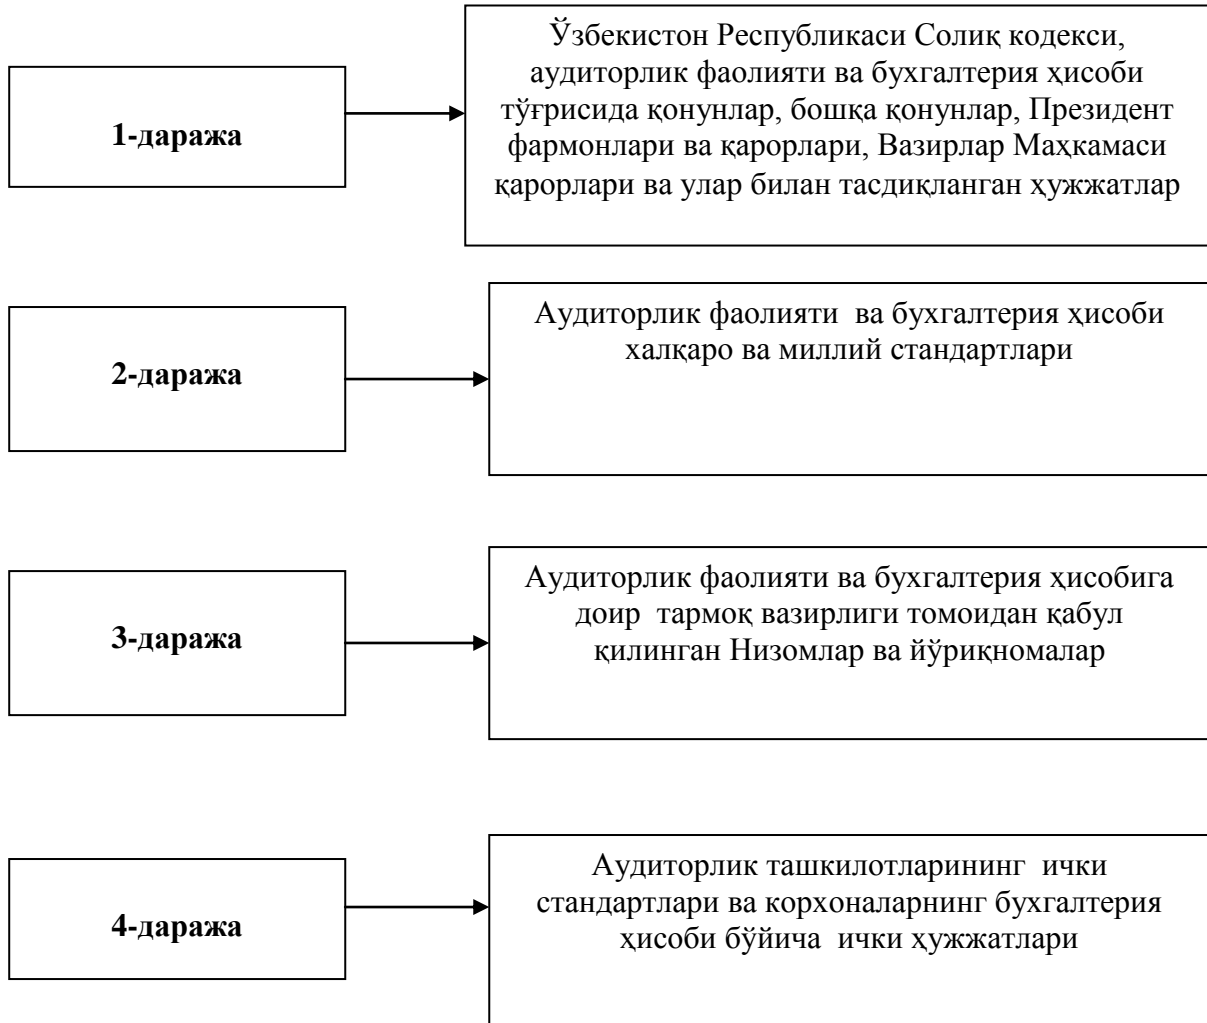 1-даража
Ўзбекистон Республикаси Солиқ кодекси,
аудиторлик фаолияти ва бухгалтерия ҳисоби
тўғрисида қонунлар, бошқа қонунлар, Президент
фармонлари ва қарорлари, Вазирлар Маҳкамаси
қарорлари ва улар билан тасдиқланган ҳужжатлар
2-даража
Аудиторлик фаолияти ва бухгалтерия ҳисоби
халқаро ва миллий стандартлари
3-даража
Аудиторлик фаолияти ва бухгалтерия ҳисобига
доир тармоқ вазирлиги томоидан қабул
қилинган Низомлар ва йўриқномалар
4-даража
Аудиторлик ташкилотларининг ички
стандартлари ва корхоналарнинг бухгалтерия
ҳисоби бўйича ички ҳужжатлари